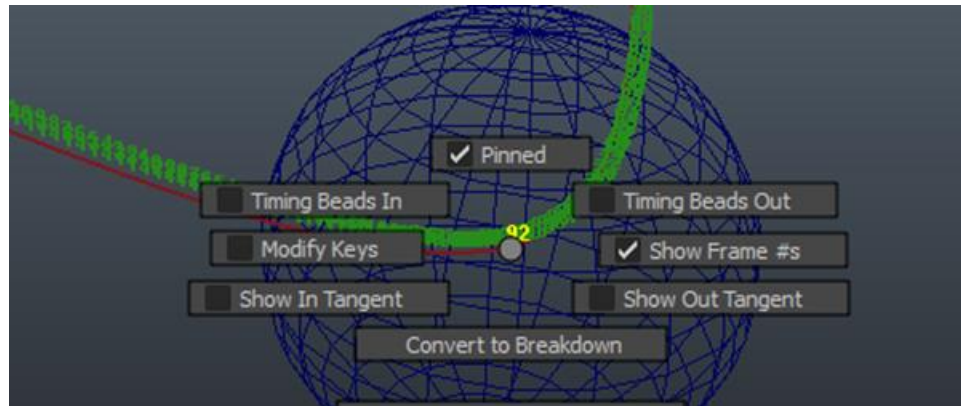 Pinned
Timing Beads In
Timing Beads Out
92
Modify Keys
Show Frame #s
Show In Tangent
Show Out Tangent
Convert to Breakdown